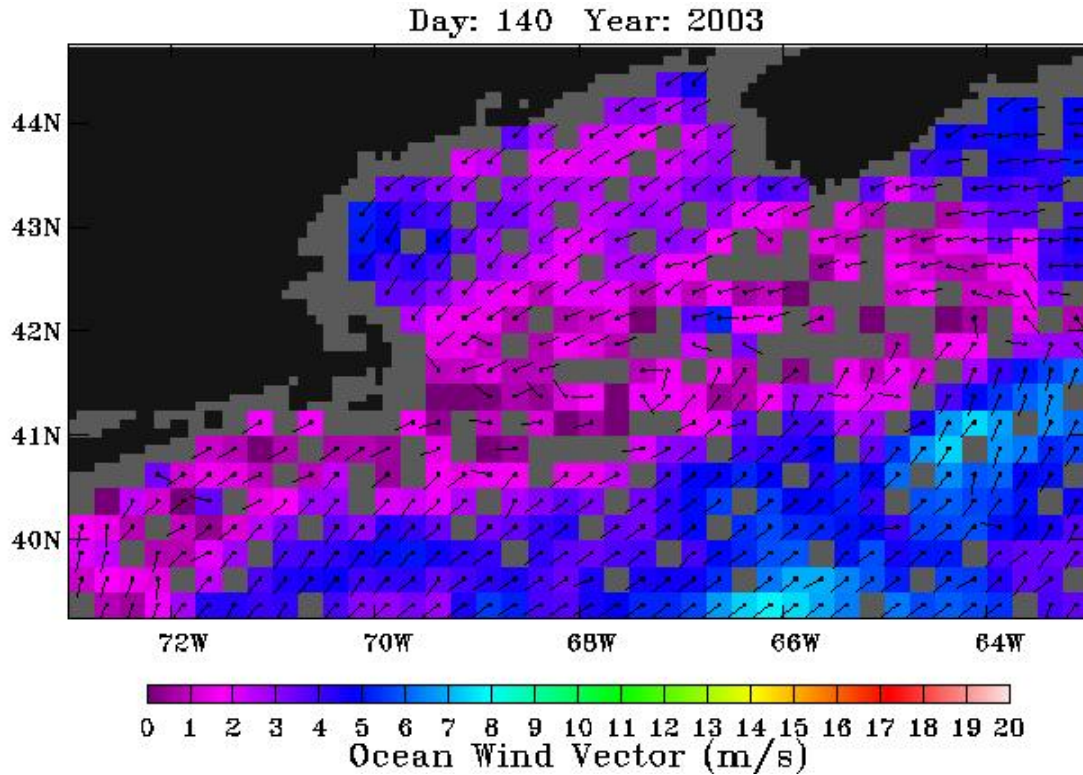 Day: 140 Year: 2003
44N
43N
42N
41N
40N
72W 70W 68W 66W 64W
0 1 2 3 4 5 6 7 8 9 10 11 12 13 14 15 16 17 18 19 20
Ocean Wind Vector (m/s)